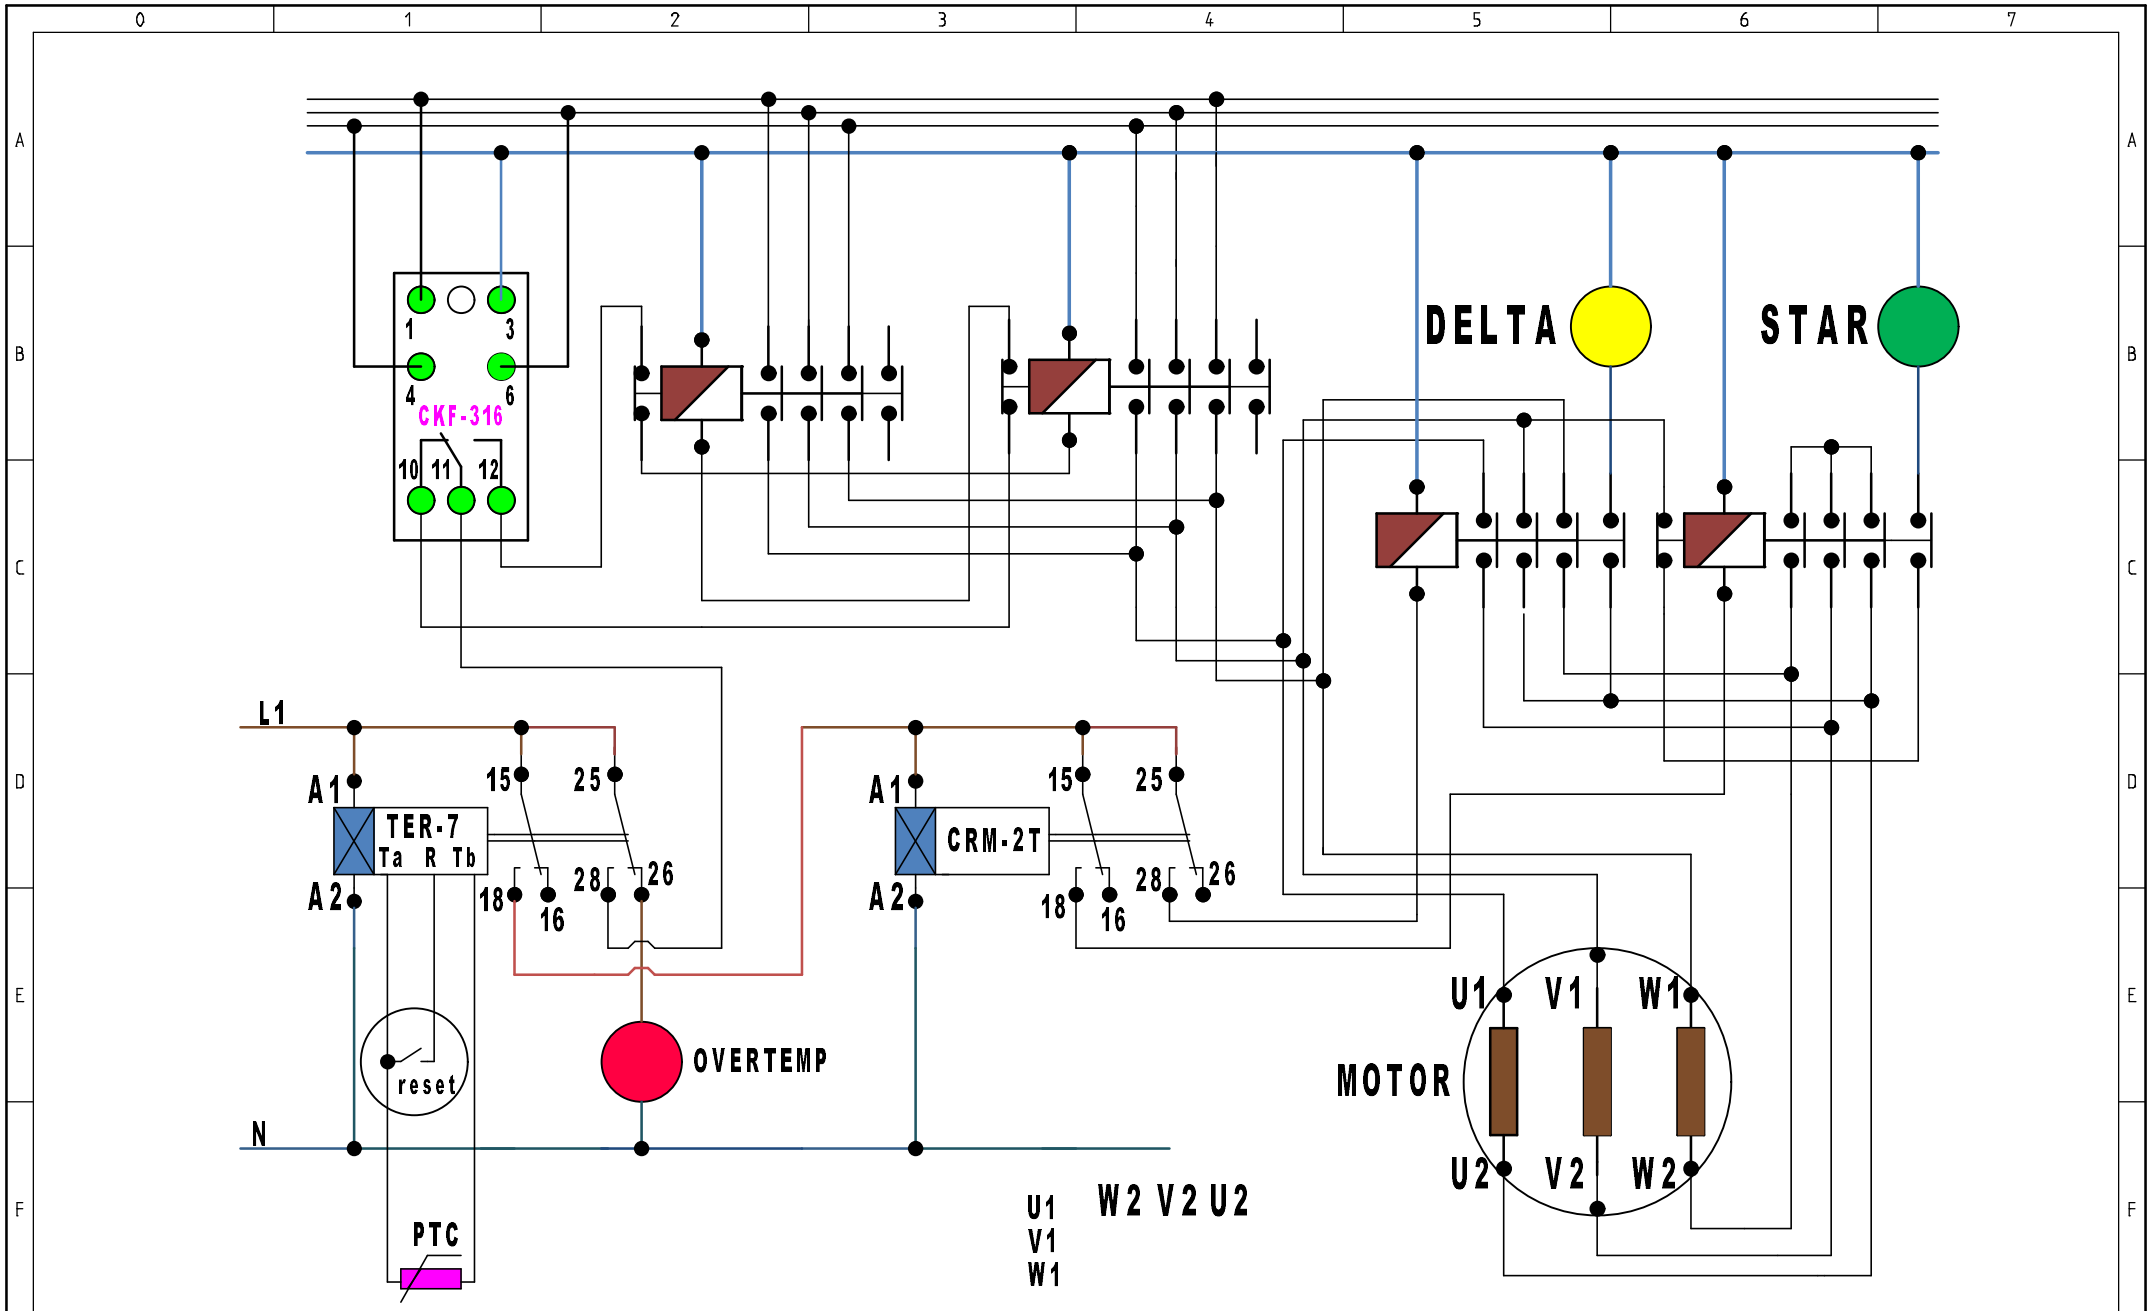 0 1 2 3 4 5 6 7
A A
DELTA STAR
1 3
B B
4 6
CKF-316
10 11 12
C C
L1
15 25 15 25
D A1 A1 D
TER-7 CRM-2T
Ta R Tb
28 26 28 26
A2 18 A2 18
16 16
E U1 V1 W1 E
OVERTEMP
reset MOTOR
N
U2 V2 W2
U1 W2 V2 U2
F F
V1
PTC
W1